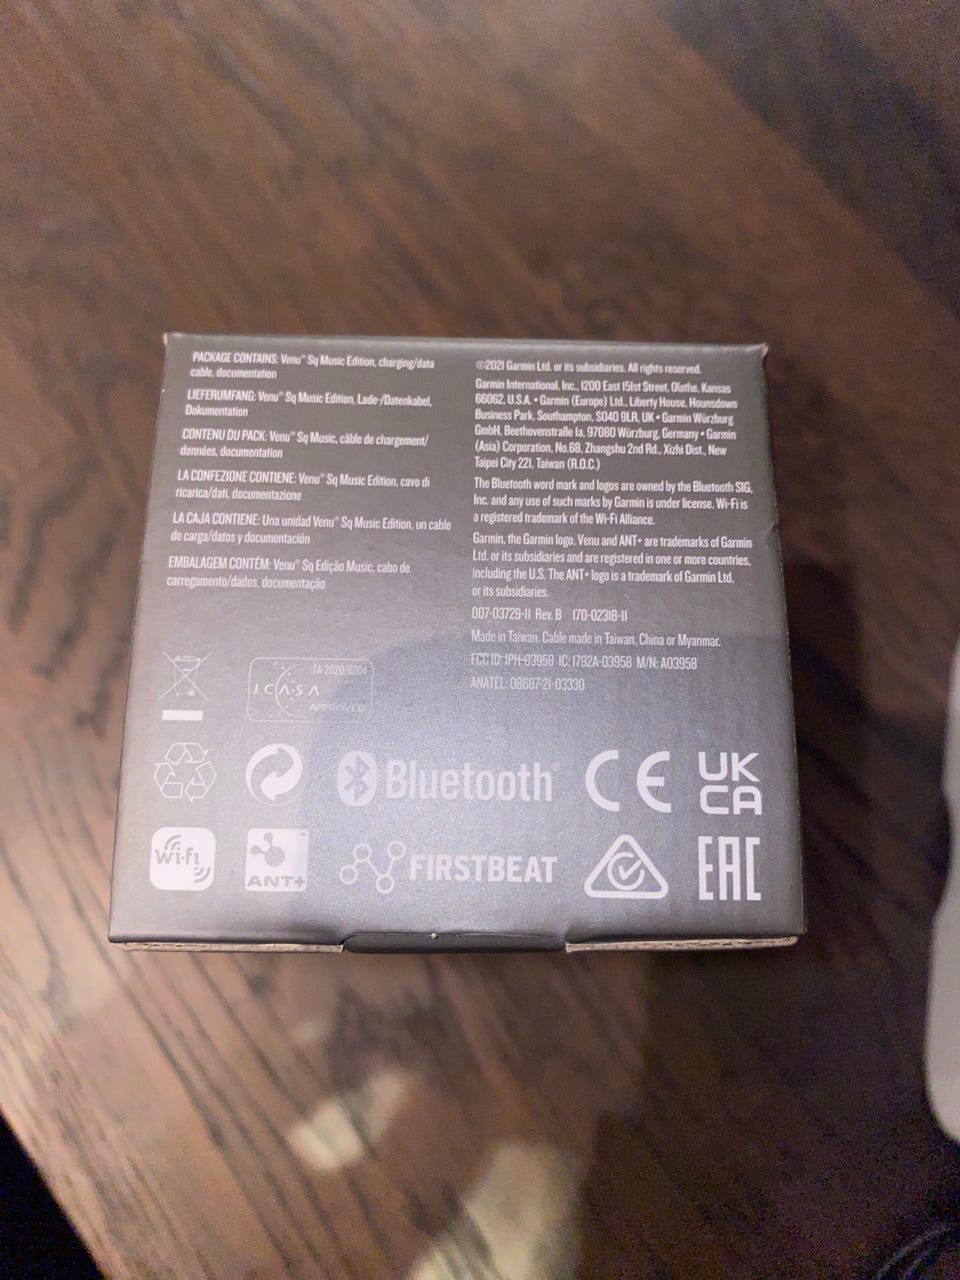 PACKAGE CONTAINS: Venu™ Sq Music Edition, charging/data
cable, documentation
LIEFERUMFANG: Venu™ Sq Music Edition, Lade-/Datenkabel,
Dokumentation
CONTENU DU PACK: Venu™ Sq Music, câble de chargement/
données, documentation
LA CONFEZIONE CONTIENE: Venu™ Sq Music Edition, cavo di
ricarica/dati, documentazione
LA CAJA CONTIENE: Una unidad Venu™ Sq Music Edition, un cable
de carga/datos y documentación
EMBALAGEM CONTÉM: Venu™ Sq Edição Music, cabo de
carregamento/dados, documentação
©2021 Garmin Ltd. or its subsidiaries. All rights reserved.
Garmin International, Inc., 1200 East 151st Street, Olathe, Kansas
66062, U.S.A. • Garmin (Europe) Ltd., Liberty House, Hounsdown
Business Park, Southampton, SO40 9LR, UK • Garmin Würzburg
GmbH, Beethovenstraße 1a, 97080 Würzburg, Germany • Garmin
(Asia) Corporation, No.68, Zhangshu 2nd Rd., Xizhi Dist., New
Taipei City 221, Taiwan (R.O.C.)
The Bluetooth word mark and logos are owned by the Bluetooth SIG,
Inc. and any use of such marks by Garmin is under license. Wi-Fi is
a registered trademark of the Wi-Fi Alliance.
Garmin, the Garmin logo, Venu and ANT+ are trademarks of Garmin
Ltd. or its subsidiaries and are registered in one or more countries,
including the U.S. The ANT+ logo is a trademark of Garmin Ltd.
or its subsidiaries.
007-03729-11 Rev. B 170-02318-11
Made in Taiwan. Cable made in Taiwan, China or Myanmar.
FCC ID: IPH-03958 IC: 1792A-03958 M/N: A03958
ANATEL: 08687-21-03330
TA-2020/6204
ICASA
APPROVED
Bluetooth
CE
UK
CA
Wi-Fi
ANT+
FIRSTBEAT
EAC